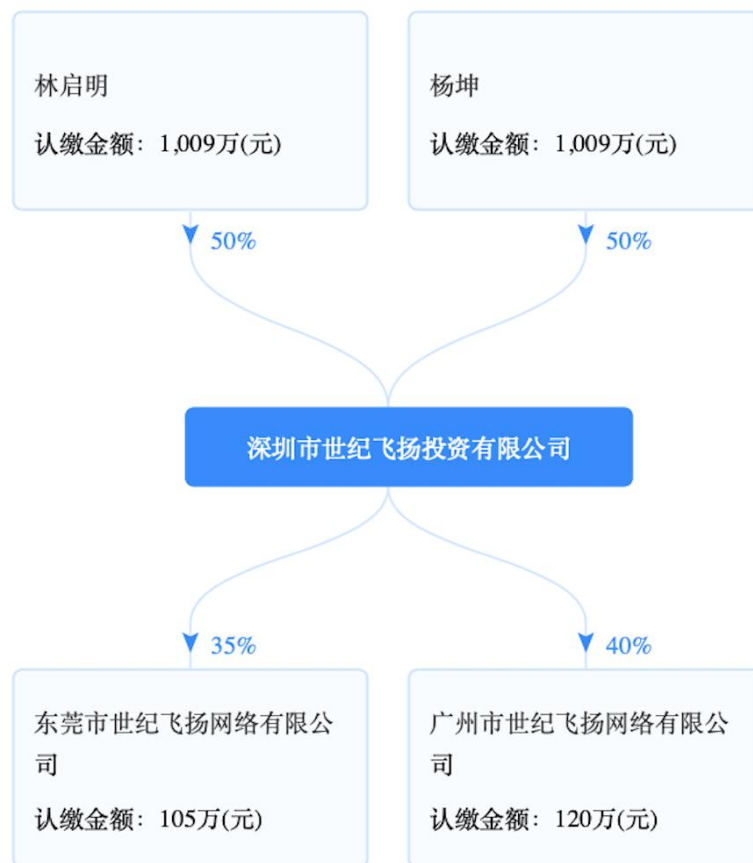 林启明
认缴金额：1,009万(元)
杨坤
认缴金额：1,009万(元)
50%
50%
深圳市世纪飞扬投资有限公司
35%
40%
东莞市世纪飞扬网络有限公
司
认缴金额：105万(元)
广州市世纪飞扬网络有限公
司
认缴金额：120万(元)